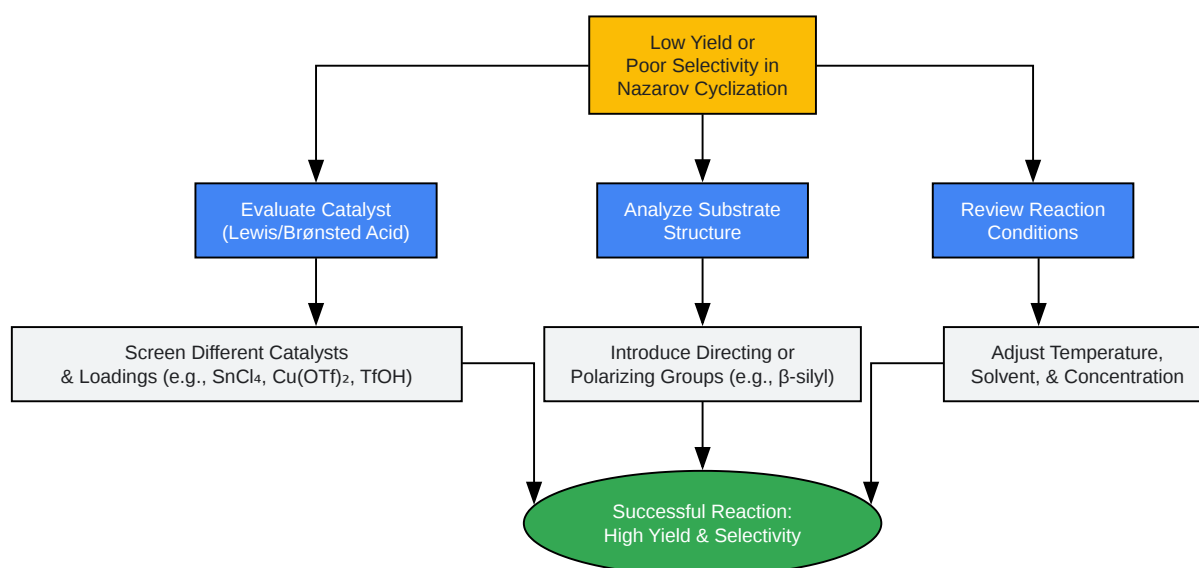 Low Yield or
Poor Selectivity in
Nazarov Cyclization
Evaluate Catalyst
(Lewis/Brønsted Acid)
Analyze Substrate
Structure
Review Reaction
Conditions
Screen Different Catalysts
& Loadings (e.g., SnCl₄, Cu(OTf)₂, TfOH)
Introduce Directing or
Polarizing Groups (e.g., β-silyl)
Adjust Temperature,
Solvent, & Concentration
Successful Reaction:
High Yield & Selectivity